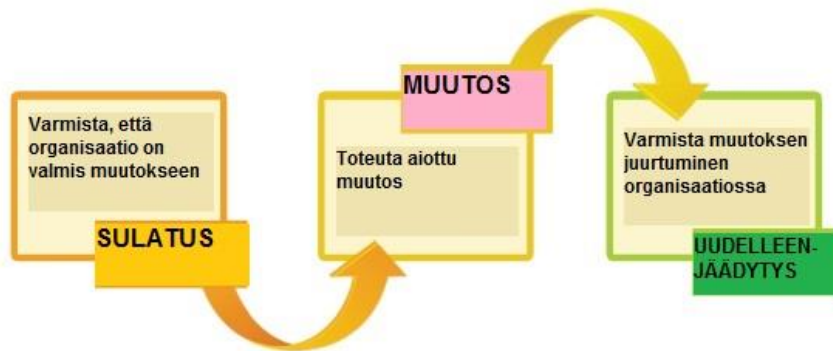 Varmista, että
organisaatio on
valmis muutokseen
SULATUS
MUUTOS
Toteuta aiottu
muutos
Varmista muutoksen
juurtuminen
organisaatiossa
UUDELLEEN-
JÄÄDYTYS